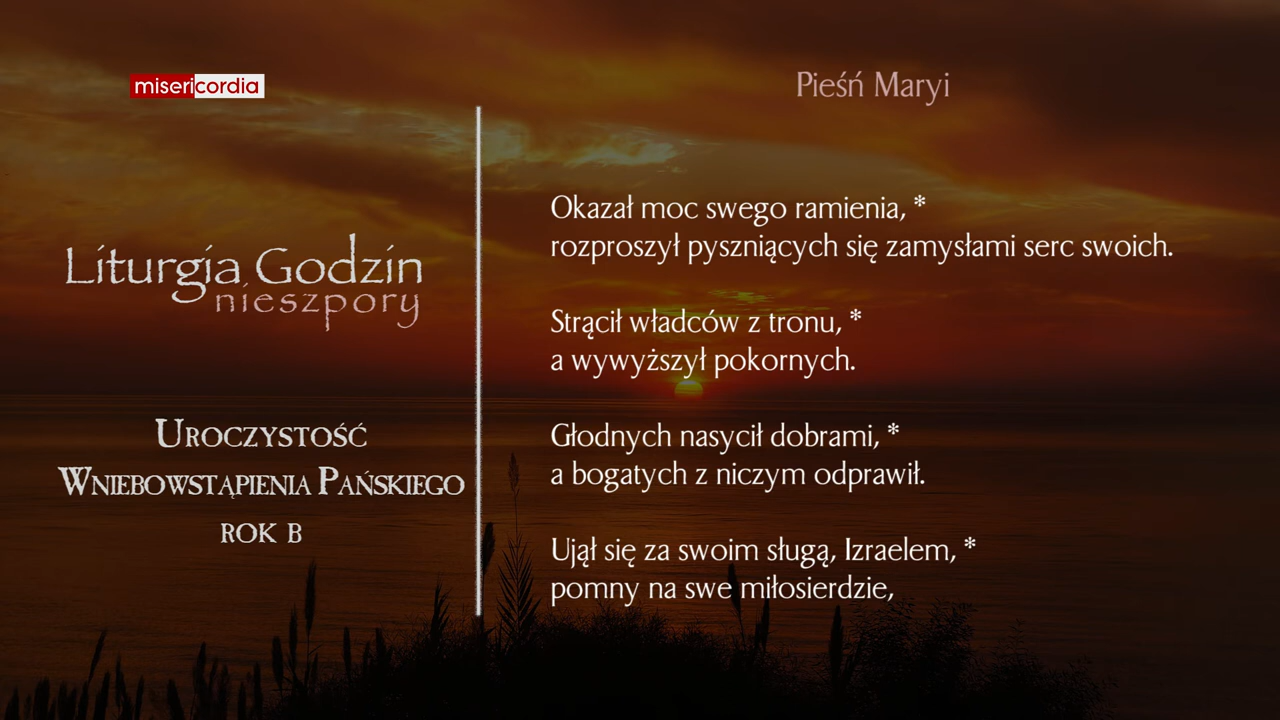 misericordia
Liturgia Godzin
nieszpory
Uroczystość
Wniebowstąpienia Pańskiego
rok B
Pieśń Maryi
Okazał moc swego ramienia, *
rozproszył pyszniących się zamysłami serc swoich.
Strącił władców z tronu, *
a wywyższył pokornych.
Głodnych nasycił dobrami, *
a bogatych z niczym odprawił.
Ujął się za swoim sługą, Izraelem, *
pomny na swe miłosierdzie,